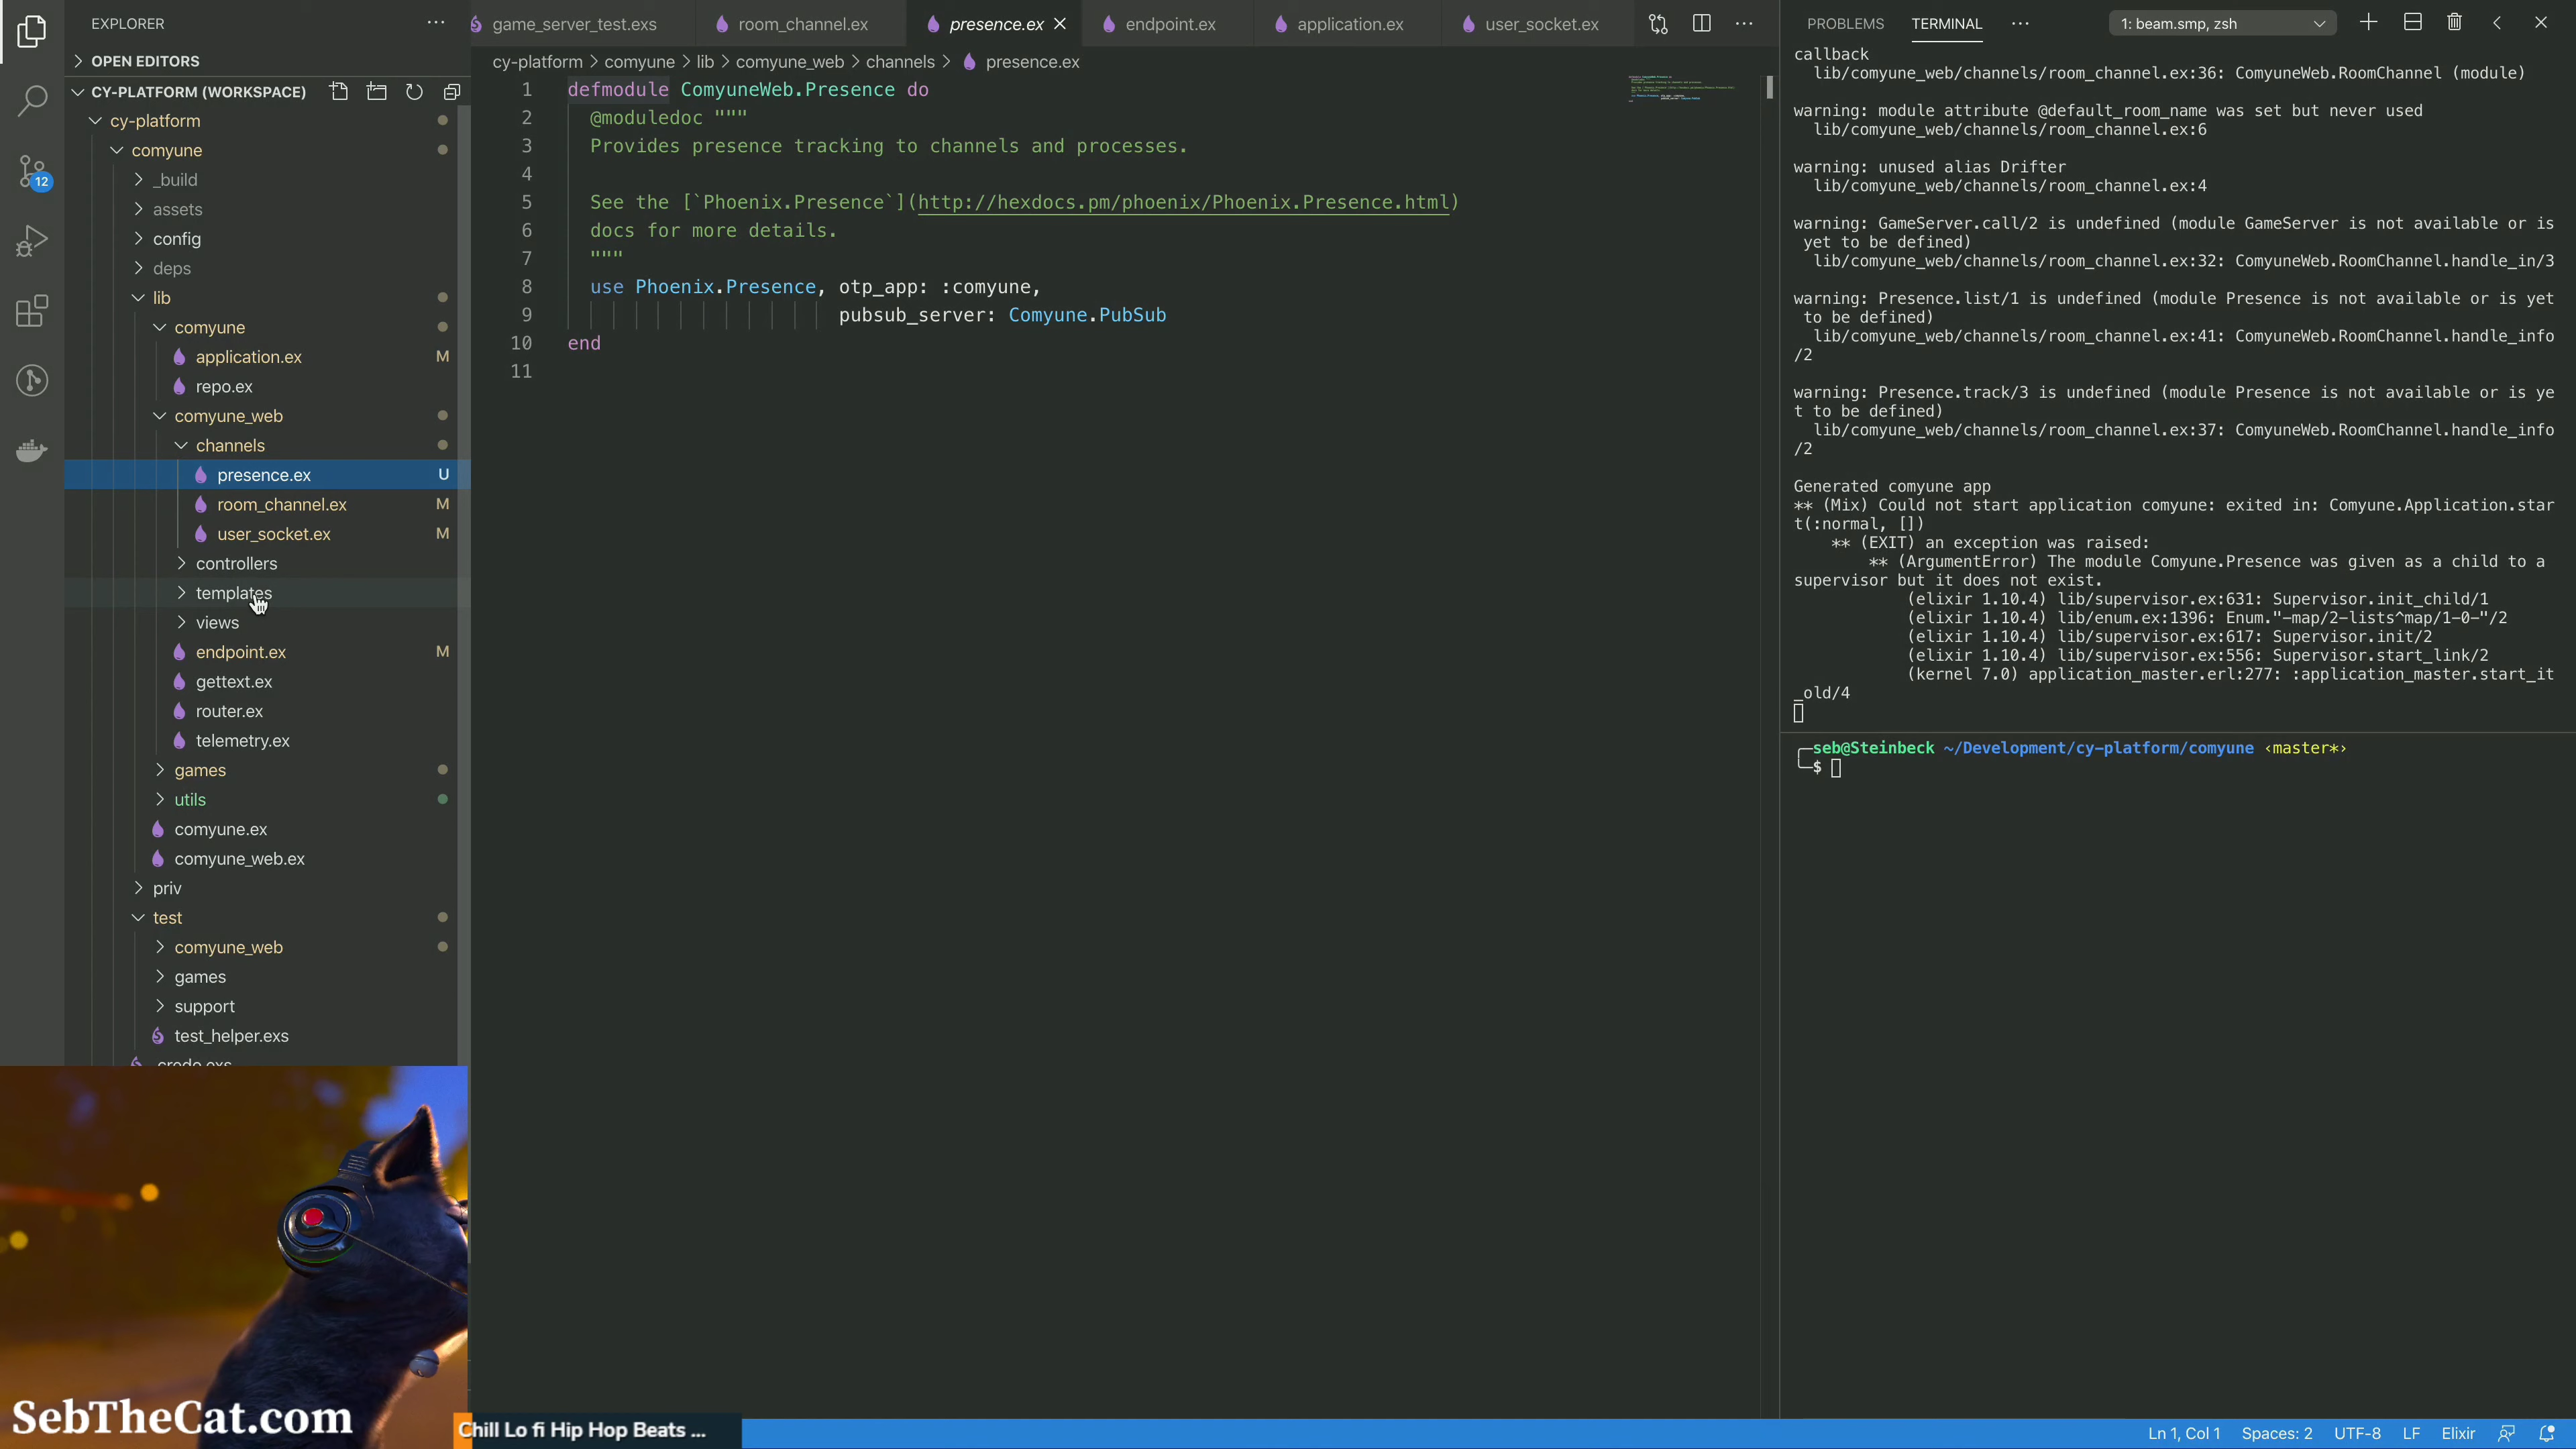 EXPLORER
OPEN EDITORS
CY-PLATFORM (WORKSPACE)
cy-platform
comyune
_build
assets
config
deps
lib
comyune
application.ex M
repo.ex
comyune_web
channels
presence.ex U
room_channel.ex M
user_socket.ex M
controllers
templates
views
endpoint.ex M
gettext.ex
router.ex
telemetry.ex
games
utils
comyune.ex
comyune_web.ex
priv
test
comyune_web
games
support
test_helper.exs
.credo.exs
12
game_server_test.exs room_channel.ex presence.ex endpoint.ex application.ex user_socket.ex
cy-platform > comyune > lib > comyune_web > channels > presence.ex
1 defmodule ComyuneWeb.Presence do
2 @moduledoc """
3 Provides presence tracking to channels and processes.
4
5 See the [`Phoenix.Presence`](http://hexdocs.pm/phoenix/Phoenix.Presence.html)
6 docs for more details.
7 """
8 use Phoenix.Presence, otp_app: :comyune,
9 pubsub_server: Comyune.PubSub
10 end
11
PROBLEMS TERMINAL 1: beam.smp, zsh
callback
lib/comyune_web/channels/room_channel.ex:36: ComyuneWeb.RoomChannel (module)
warning: module attribute @default_room_name was set but never used
lib/comyune_web/channels/room_channel.ex:6
warning: unused alias Drifter
lib/comyune_web/channels/room_channel.ex:4
warning: GameServer.call/2 is undefined (module GameServer is not available or is
yet to be defined)
lib/comyune_web/channels/room_channel.ex:32: ComyuneWeb.RoomChannel.handle_in/3
warning: Presence.list/1 is undefined (module Presence is not available or is yet
to be defined)
lib/comyune_web/channels/room_channel.ex:41: ComyuneWeb.RoomChannel.handle_info
/2
warning: Presence.track/3 is undefined (module Presence is not available or is ye
t to be defined)
lib/comyune_web/channels/room_channel.ex:37: ComyuneWeb.RoomChannel.handle_info
/2
Generated comyune app
** (Mix) Could not start application comyune: exited in: Comyune.Application.star
t(:normal, [])
** (EXIT) an exception was raised:
** (ArgumentError) The module Comyune.Presence was given as a child to a
supervisor but it does not exist.
(elixir 1.10.4) lib/supervisor.ex:631: Supervisor.init_child/1
(elixir 1.10.4) lib/enum.ex:1396: Enum."-map/2-lists^map/1-0-"/2
(elixir 1.10.4) lib/supervisor.ex:617: Supervisor.init/2
(elixir 1.10.4) lib/supervisor.ex:556: Supervisor.start_link/2
(kernel 7.0) application_master.erl:277: :application_master.start_it
_old/4
seb@Steinbeck ~/Development/cy-platform/comyune ‹master*›
$
SebTheCat.com
Chill Lo fi Hip Hop Beats ...
Ln 1, Col 1 Spaces: 2 UTF-8 LF Elixir